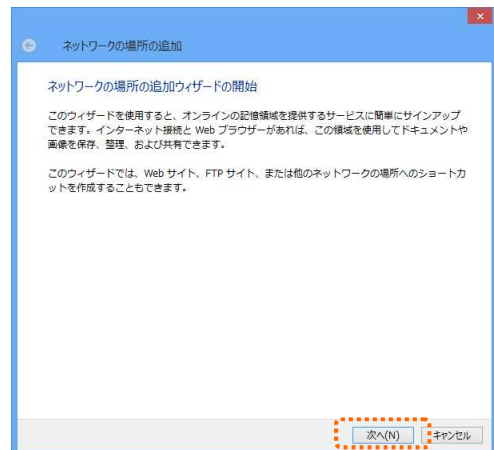 ネットワークの場所の追加
ネットワークの場所の追加ウィザードの開始
このウィザードを使用すると、オンラインの記憶領域を提供するサービスに簡単にサインアップ
できます。インターネット接続と Web ブラウザーがあれば、この領域を使用してドキュメントや
画像を保存、整理、および共有できます。
このウィザードでは、Web サイト、FTP サイト、または他のネットワークの場所へのショートカ
ットを作成することもできます。
次へ(N) キャンセル